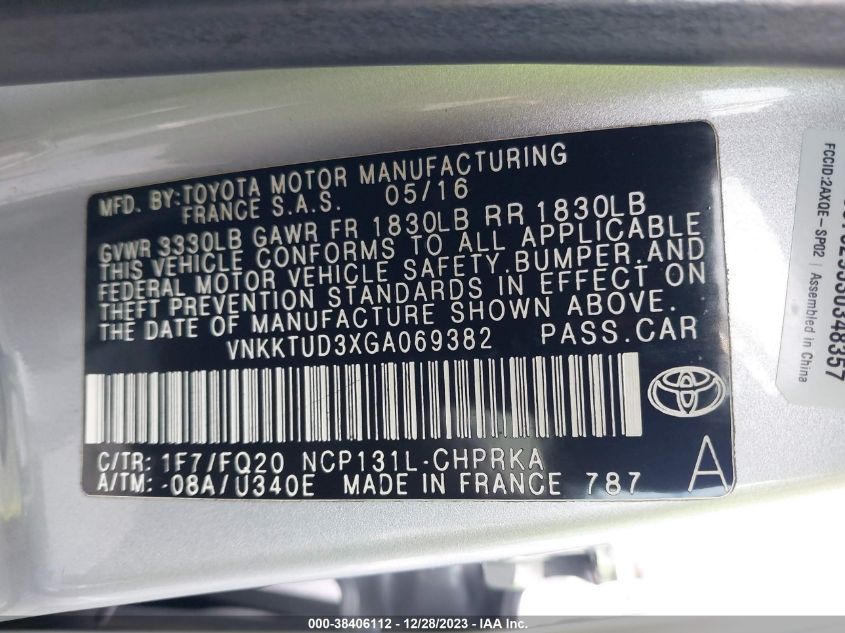 MFD. BY:TOYOTA MOTOR MANUFACTURING
FRANCE S.A.S. 05/16
GVWR 3330LB GAWR FR 1830LB RR 1830LB
THIS VEHICLE CONFORMS TO ALL APPLICABLE
FEDERAL MOTOR VEHICLE SAFETY,BUMPER,AND
THEFT PREVENTION STANDARDS IN EFFECT ON
THE DATE OF MANUFACTURE SHOWN ABOVE.
VNKKTUD3XGA069382 PASS.CAR
C/TR: 1F7/FQ20 NCP131L-CHPRKA
A/TM: -08A/U340E MADE IN FRANCE 787
A
FCCID:2AXQE-SP02 | Assembled in China
000-38406112 - 12/28/2023 - IAA Inc.